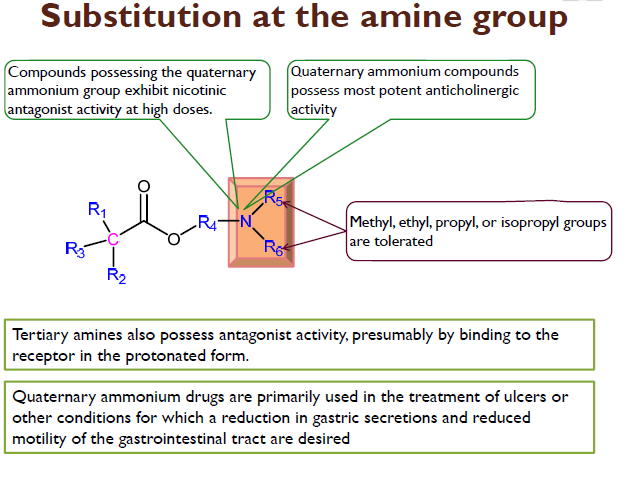 Substitution at the amine group
Compounds possessing the quaternary
ammonium group exhibit nicotinic
antagonist activity at high doses.
Quaternary ammonium compounds
possess most potent anticholinergic
activity
O
R1
R5
R4
N
C
R3
O
R6
R2
Methyl, ethyl, propyl, or isopropyl groups
are tolerated
Tertiary amines also possess antagonist activity, presumably by binding to the
receptor in the protonated form.
Quaternary ammonium drugs are primarily used in the treatment of ulcers or
other conditions for which a reduction in gastric secretions and reduced
motility of the gastrointestinal tract are desired